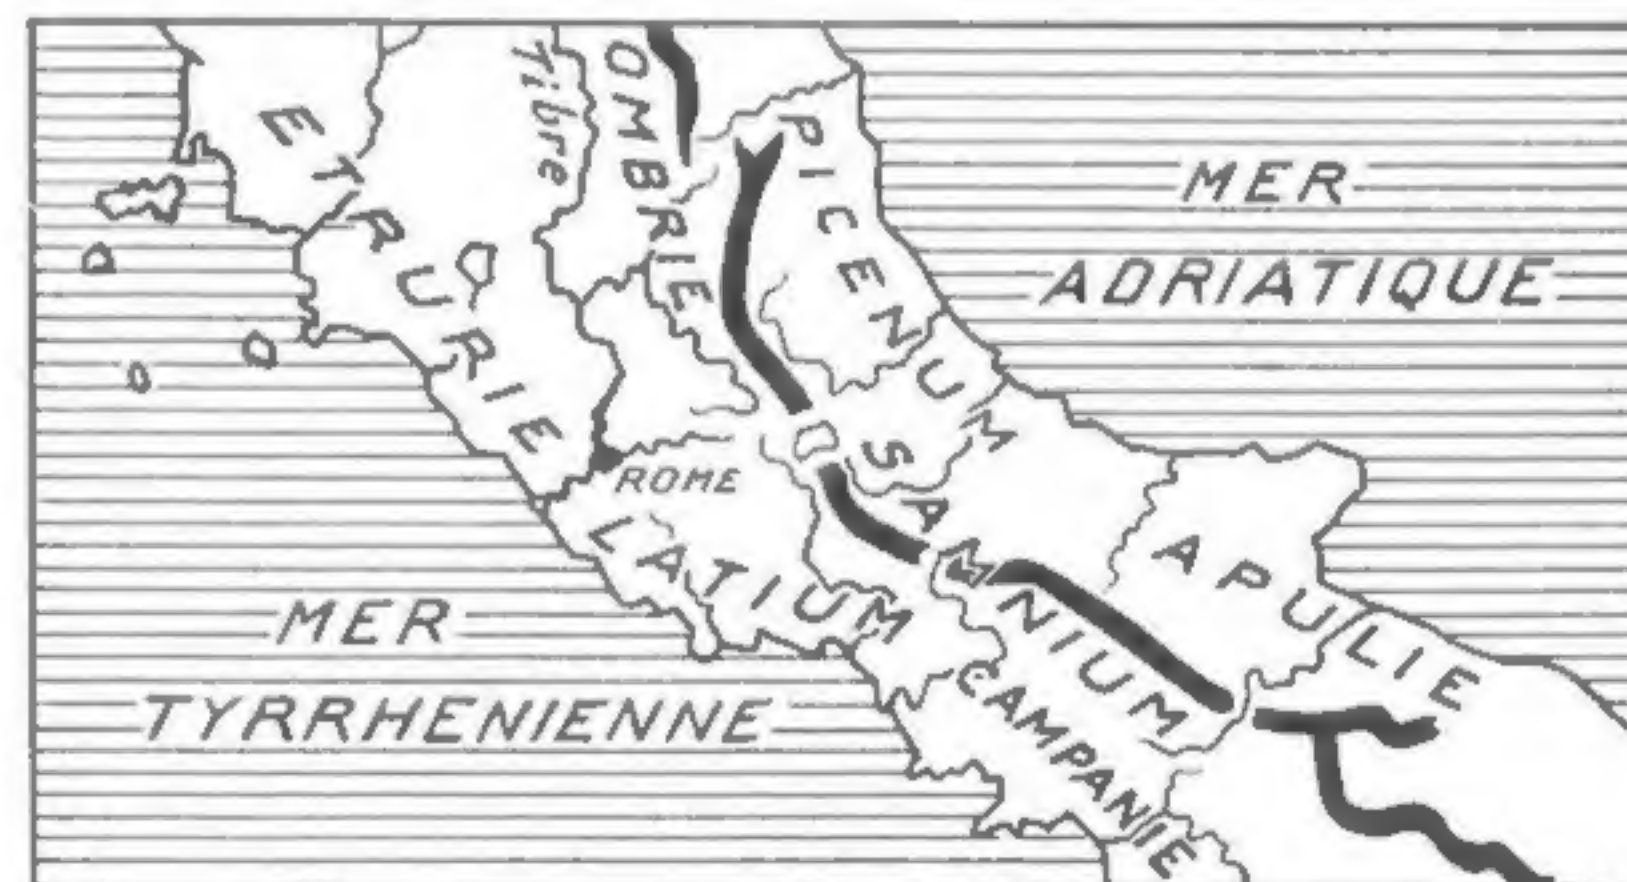 Tibre
OMBRIE
PICENUM
ETRURIE
MER
ADRIATIQUE
SAMNIUM
ROME
LATIUM
APULIE
MER
TYRRHENIENNE
CAMPANIE